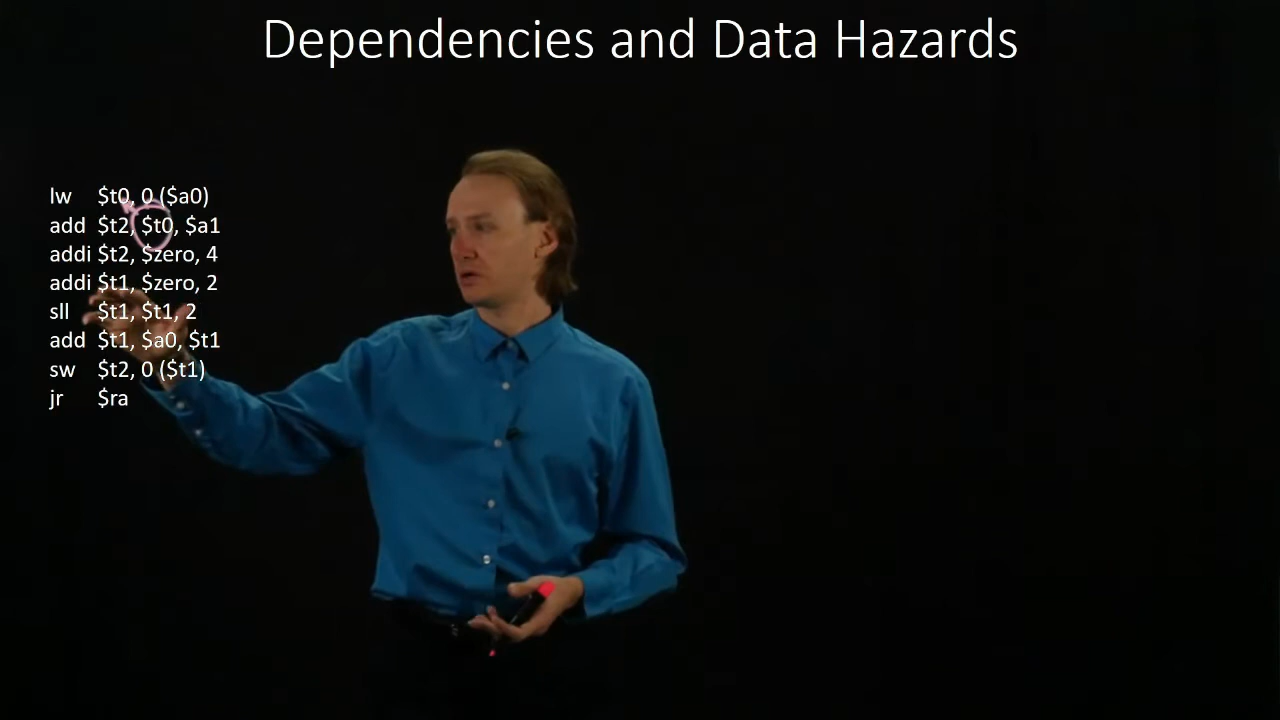 Dependencies and Data Hazards
lw $t0, 0 ($a0)
add $t2, $t0, $a1
addi $t2, $zero, 4
addi $t1, $zero, 2
sll $t1, $t1, 2
add $t1, $a0, $t1
sw $t2, 0 ($t1)
jr $ra